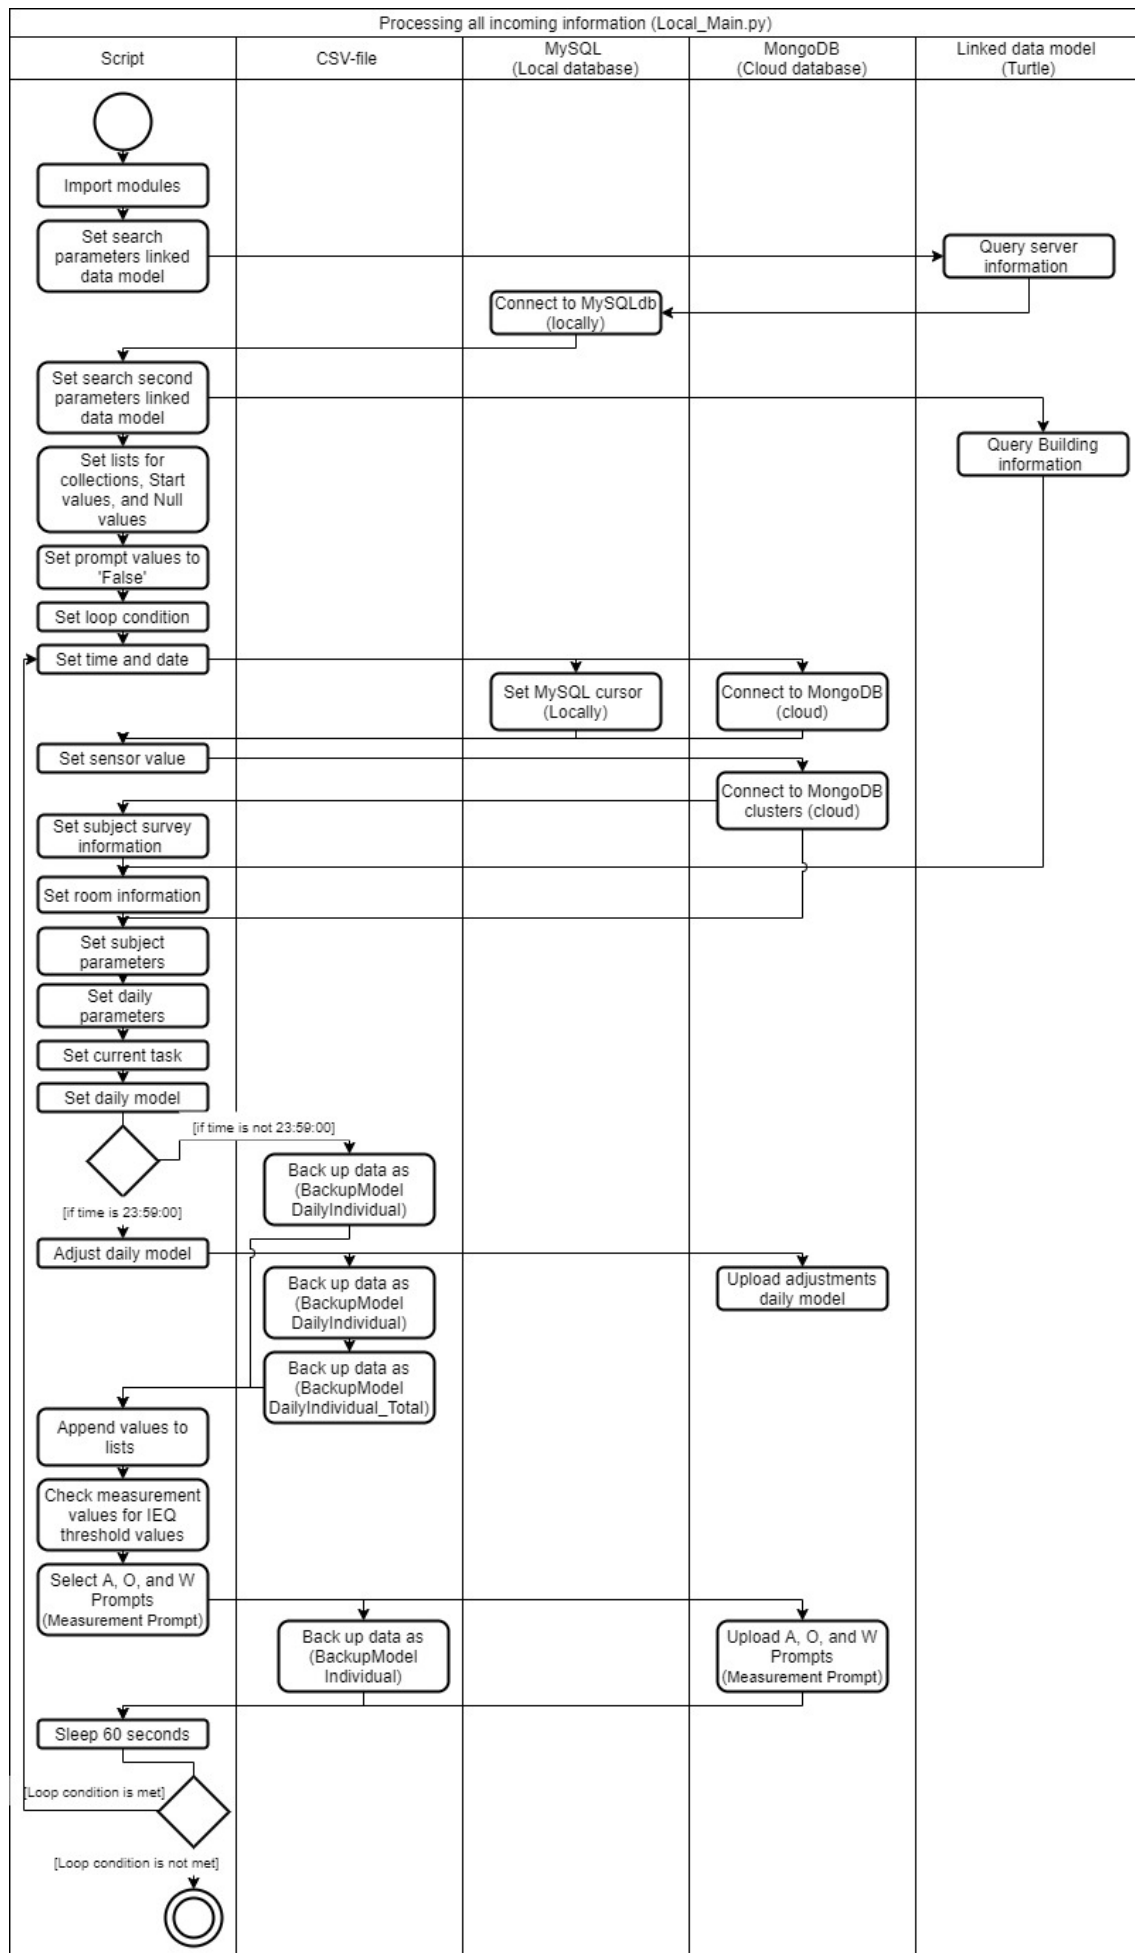 Processing all incoming information (Local_Main.py)
Script
CSV-file
MySQL
(Local database)
MongoDB
(Cloud database)
Linked data model
(Turtle)
Import modules
Set search
parameters linked
data model
Query server
information
Connect to MySQLdb
(locally)
Set search second
parameters linked
data model
Query Building
information
Set lists for
collections, Start
values, and Null
values
Set prompt values to
'False'
Set loop condition
Set time and date
Set MySQL cursor
(Locally)
Connect to MongoDB
(cloud)
Set sensor value
Connect to MongoDB
clusters (cloud)
Set subject survey
information
Set room information
Set subject
parameters
Set daily
parameters
Set current task
Set daily model
[if time is not 23:59:00]
Back up data as
(BackupModel
DailyIndividual)
[if time is 23:59:00]
Adjust daily model
Back up data as
(BackupModel
DailyIndividual)
Upload adjustments
daily model
Back up data as
(BackupModel
DailyIndividual_Total)
Append values to
lists
Check measurement
values for IEQ
threshold values
Select A, O, and W
Prompts
(Measurement Prompt)
Back up data as
(BackupModel
Individual)
Upload A, O, and W
Prompts
(Measurement Prompt)
Sleep 60 seconds
[Loop condition is met]
[Loop condition is not met]